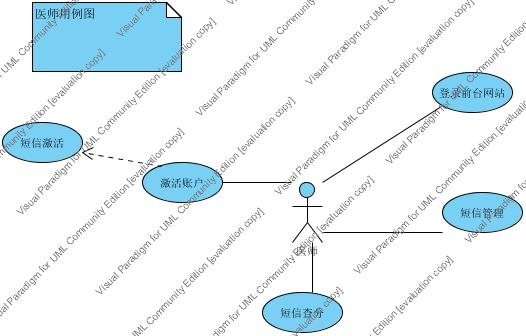 医师用例图
登录前台网站
短信激活
激活账户
短信管理
医师
短信查分
Visual Paradigm for UML Community Edition [evaluation copy]